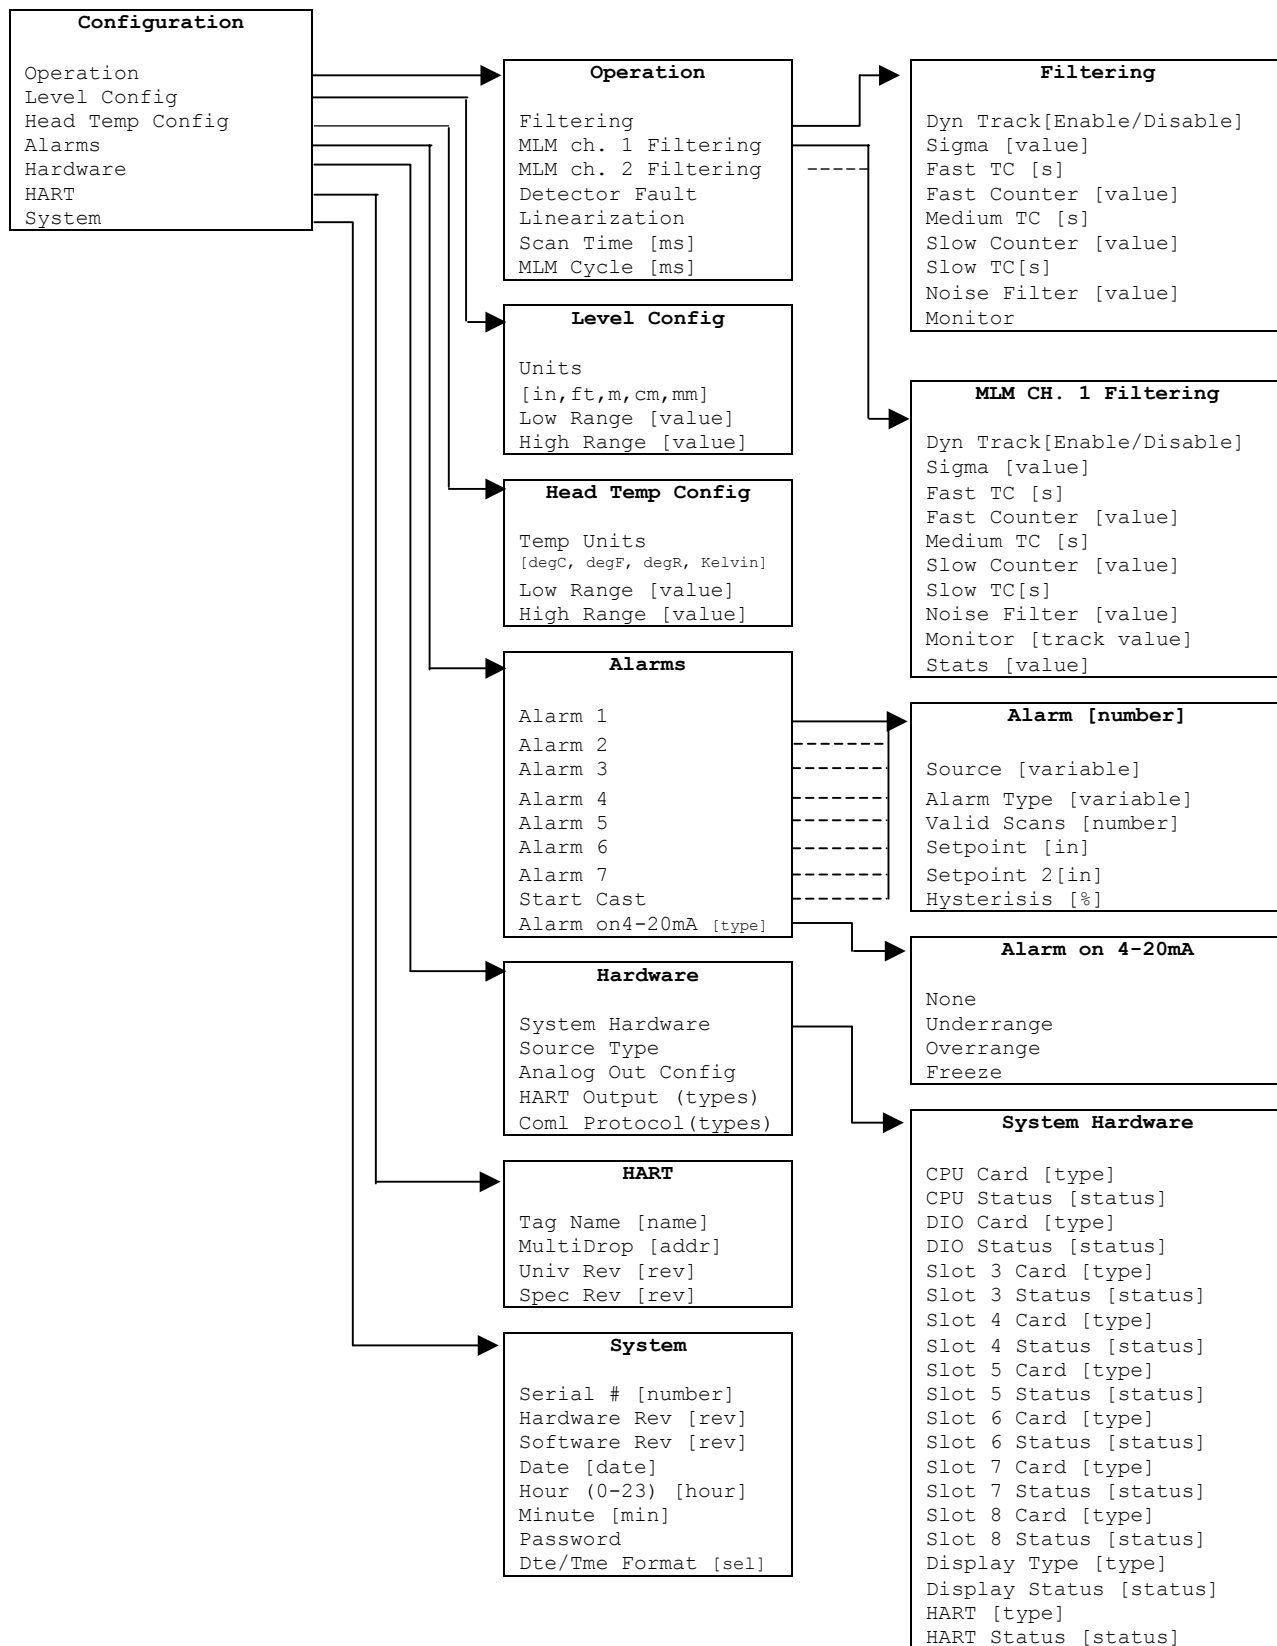 Configuration
Operation
Level Config
Head Temp Config
Alarms
Hardware
HART
System
Operation
Filtering
MLM ch. 1 Filtering
MLM ch. 2 Filtering
Detector Fault
Linearization
Scan Time [ms]
MLM Cycle [ms]
Level Config
Units
[in,ft,m,cm,mm]
Low Range [value]
High Range [value]
Head Temp Config
Temp Units
[degC, degF, degR, Kelvin]
Low Range [value]
High Range [value]
Alarms
Alarm 1
Alarm 2
Alarm 3
Alarm 4
Alarm 5
Alarm 6
Alarm 7
Start Cast
Alarm on4-20mA [type]
Hardware
System Hardware
Source Type
Analog Out Config
HART Output (types)
Coml Protocol(types)
HART
Tag Name [name]
MultiDrop [addr]
Univ Rev [rev]
Spec Rev [rev]
System
Serial # [number]
Hardware Rev [rev]
Software Rev [rev]
Date [date]
Hour (0-23) [hour]
Minute [min]
Password
Dte/Tme Format [sel]
Filtering
Dyn Track[Enable/Disable]
Sigma [value]
Fast TC [s]
Fast Counter [value]
Medium TC [s]
Slow Counter [value]
Slow TC[s]
Noise Filter [value]
Monitor
MLM CH. 1 Filtering
Dyn Track[Enable/Disable]
Sigma [value]
Fast TC [s]
Fast Counter [value]
Medium TC [s]
Slow Counter [value]
Slow TC[s]
Noise Filter [value]
Monitor [track value]
Stats [value]
Alarm [number]
Source [variable]
Alarm Type [variable]
Valid Scans [number]
Setpoint [in]
Setpoint 2[in]
Hysterisis [%]
Alarm on 4-20mA
None
Underrange
Overrange
Freeze
System Hardware
CPU Card [type]
CPU Status [status]
DIO Card [type]
DIO Status [status]
Slot 3 Card [type]
Slot 3 Status [status]
Slot 4 Card [type]
Slot 4 Status [status]
Slot 5 Card [type]
Slot 5 Status [status]
Slot 6 Card [type]
Slot 6 Status [status]
Slot 7 Card [type]
Slot 7 Status [status]
Slot 8 Card [type]
Slot 8 Status [status]
Display Type [type]
Display Status [status]
HART [type]
HART Status [status]